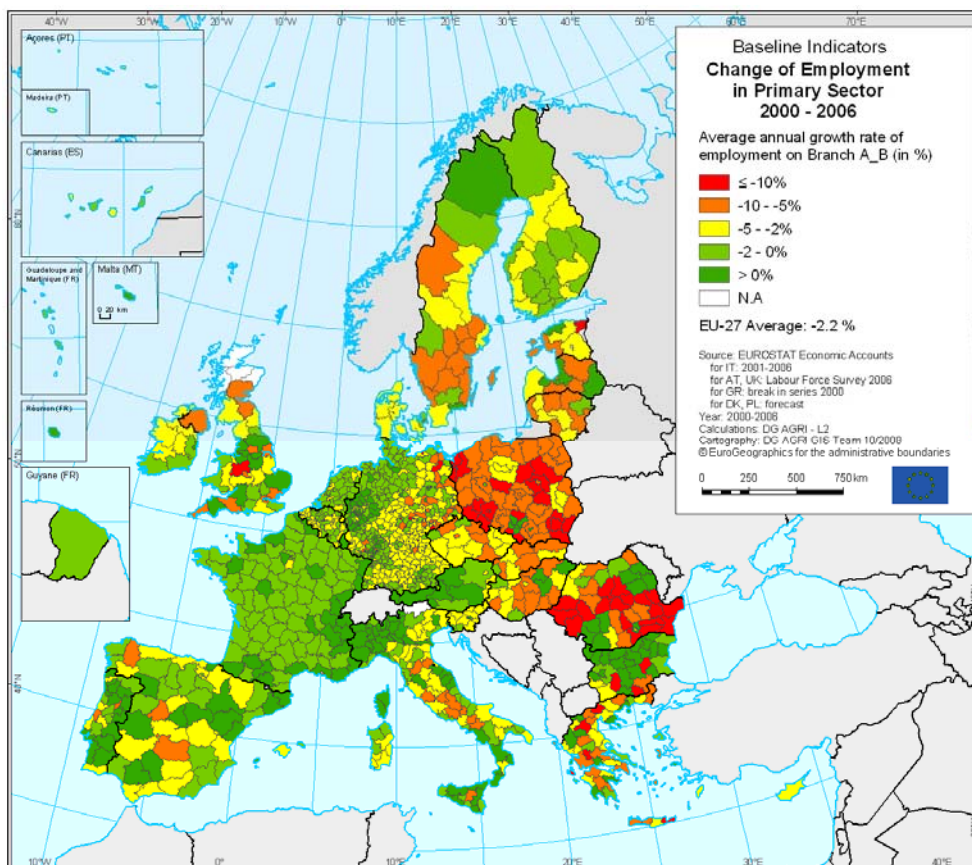 40°W
30°W
20°W
10°W
0°
10°E
20°E
30°E
40°E
50°E
60°E
70°E
Açores (PT)
Madeira (PT)
Canarias (ES)
Guadeloupe and
Martinique (FR)
Malta (MT)
0 20 km
Réunion (FR)
Guyane (FR)
Baseline Indicators
Change of Employment
in Primary Sector
2000 - 2006
Average annual growth rate of
employment on Branch A_B (in %)
≤ -10%
-10 - -5%
-5 - -2%
-2 - 0%
> 0%
N.A
EU-27 Average: -2.2 %
Source: EUROSTAT Economic Accounts
for IT: 2001-2006
for AT, UK: Labour Force Survey 2006
for GR: break in series 2000
for DK, PL: forecast
Year: 2000-2006
Calculations: DG AGRI - L2
Cartography: DG AGRI GIS Team 10/2008
© EuroGeographics for the administrative boundaries
0 250 500 750 km
40°N
10°W
0°
10°E
20°E
30°E
40°E